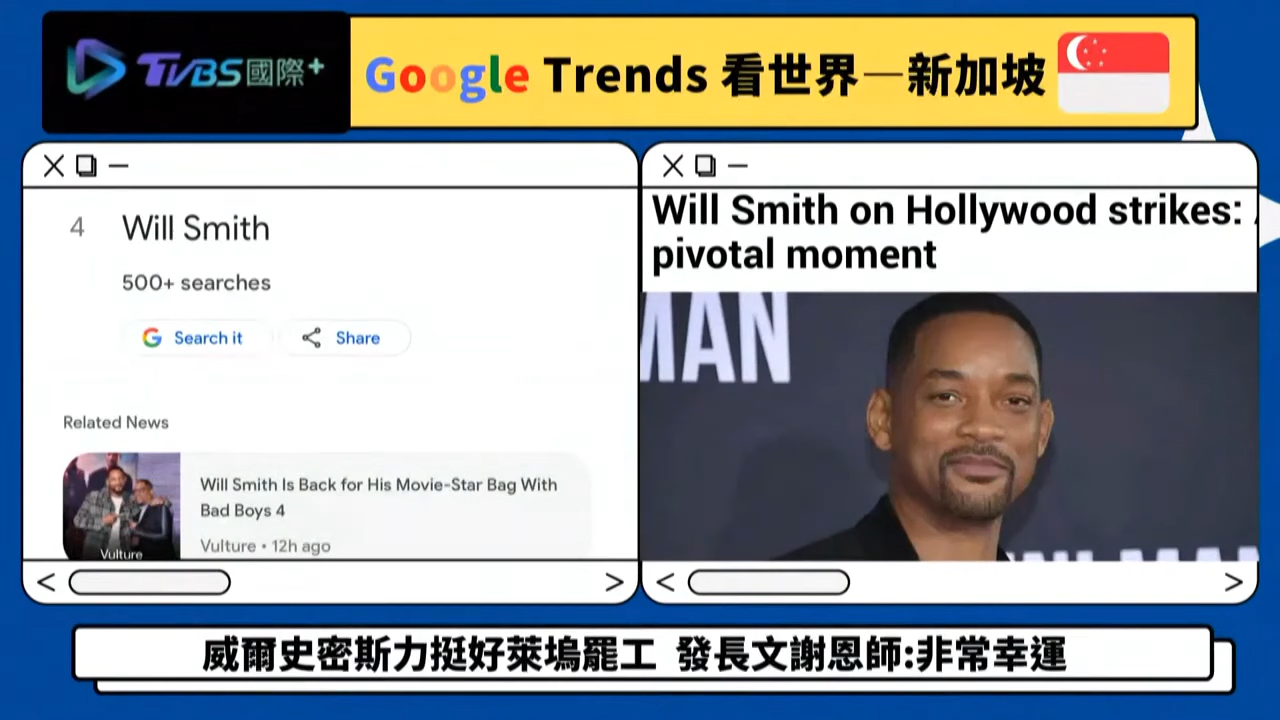 TVBS國際+
Google Trends 看世界—新加坡
4 Will Smith
500+ searches
Search it
Share
Related News
Will Smith Is Back for His Movie-Star Bag With
Bad Boys 4
Vulture
Vulture • 12h ago
Will Smith on Hollywood strikes:
pivotal moment
MAN
威爾史密斯力挺好萊塢罷工 發長文謝恩師:非常幸運